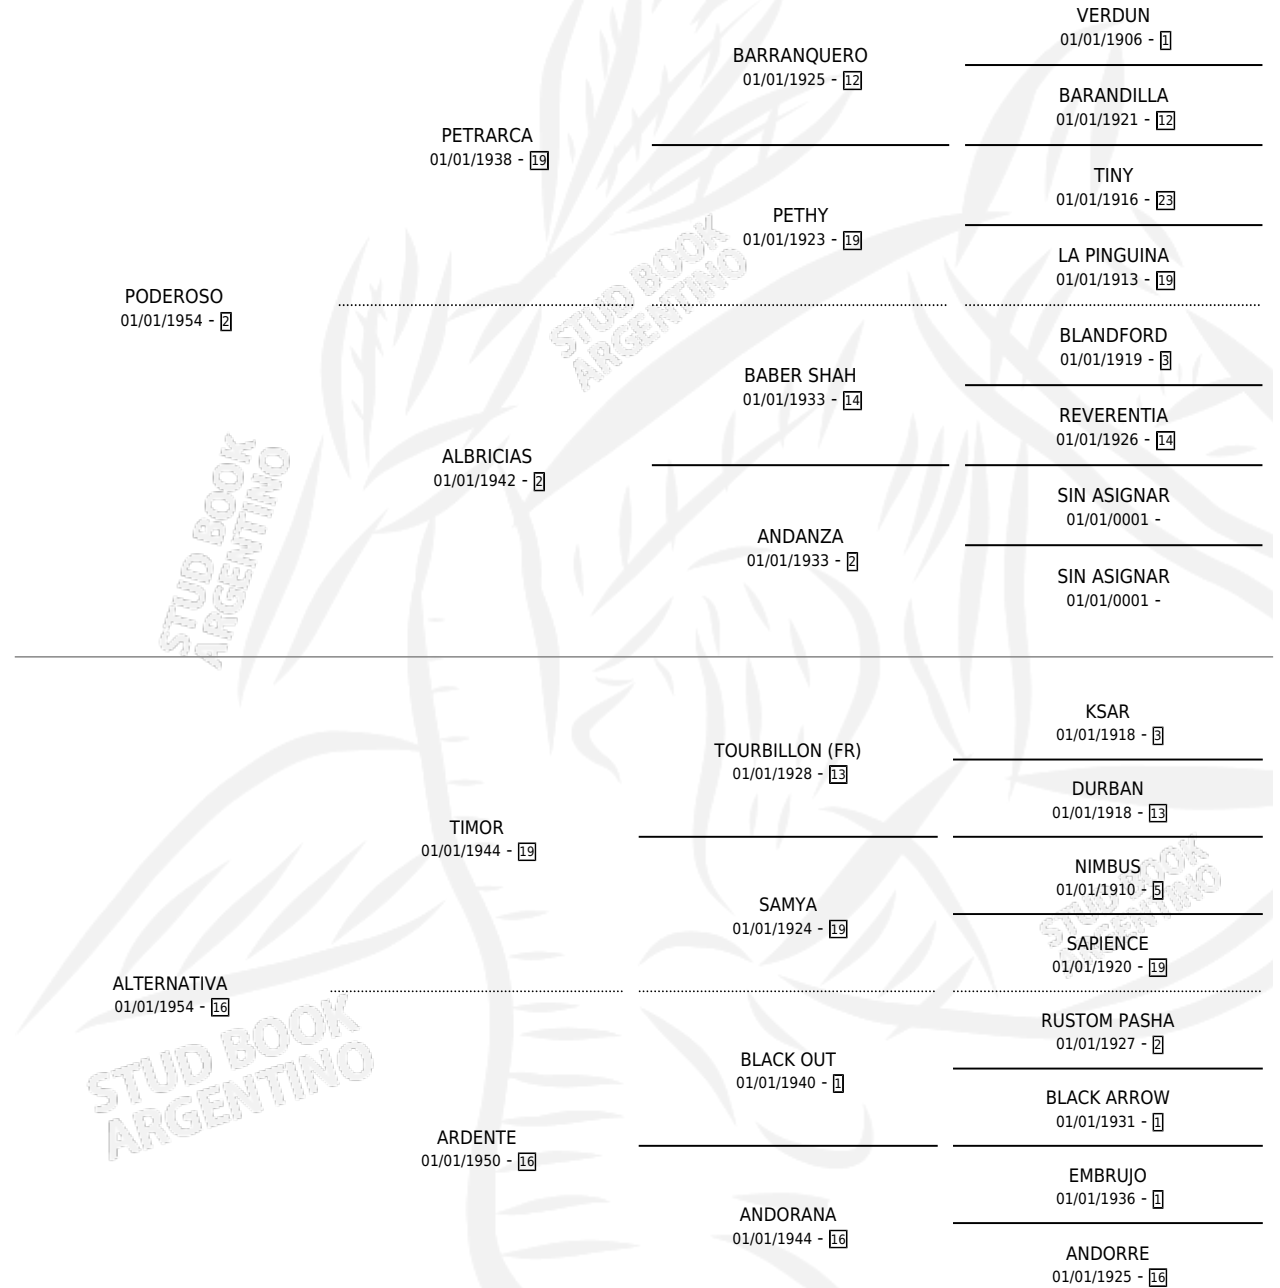 VERDUN
01/01/1906 - 1
BARRANQUERO
01/01/1925 - 12
BARANDILLA
01/01/1921 - 12
PETRARCA
01/01/1938 - 19
TINY
01/01/1916 - 23
PETHY
01/01/1923 - 19
LA PINGUINA
01/01/1913 - 19
PODEROSO
01/01/1954 - 2
BLANDFORD
01/01/1919 - 3
BABER SHAH
01/01/1933 - 14
REVERENTIA
01/01/1926 - 14
ALBRICIAS
01/01/1942 - 2
SIN ASIGNAR
01/01/0001 -
ANDANZA
01/01/1933 - 2
SIN ASIGNAR
01/01/0001 -
KSAR
01/01/1918 - 3
TOURBILLON (FR)
01/01/1928 - 13
DURBAN
01/01/1918 - 13
TIMOR
01/01/1944 - 19
NIMBUS
01/01/1910 - 5
SAMYA
01/01/1924 - 19
SAPIENCE
01/01/1920 - 19
ALTERNATIVA
01/01/1954 - 16
RUSTOM PASHA
01/01/1927 - 2
BLACK OUT
01/01/1940 - 1
BLACK ARROW
01/01/1931 - 1
ARDENTE
01/01/1950 - 16
EMBRUJO
01/01/1936 - 1
ANDORANA
01/01/1944 - 16
ANDORRE
01/01/1925 - 16
STUD BOOK
ARGENTINO
STUD BOOK
ARGENTINO
STUD BOOK
ARGENTINO
STUD BOOK
ARGENTINO